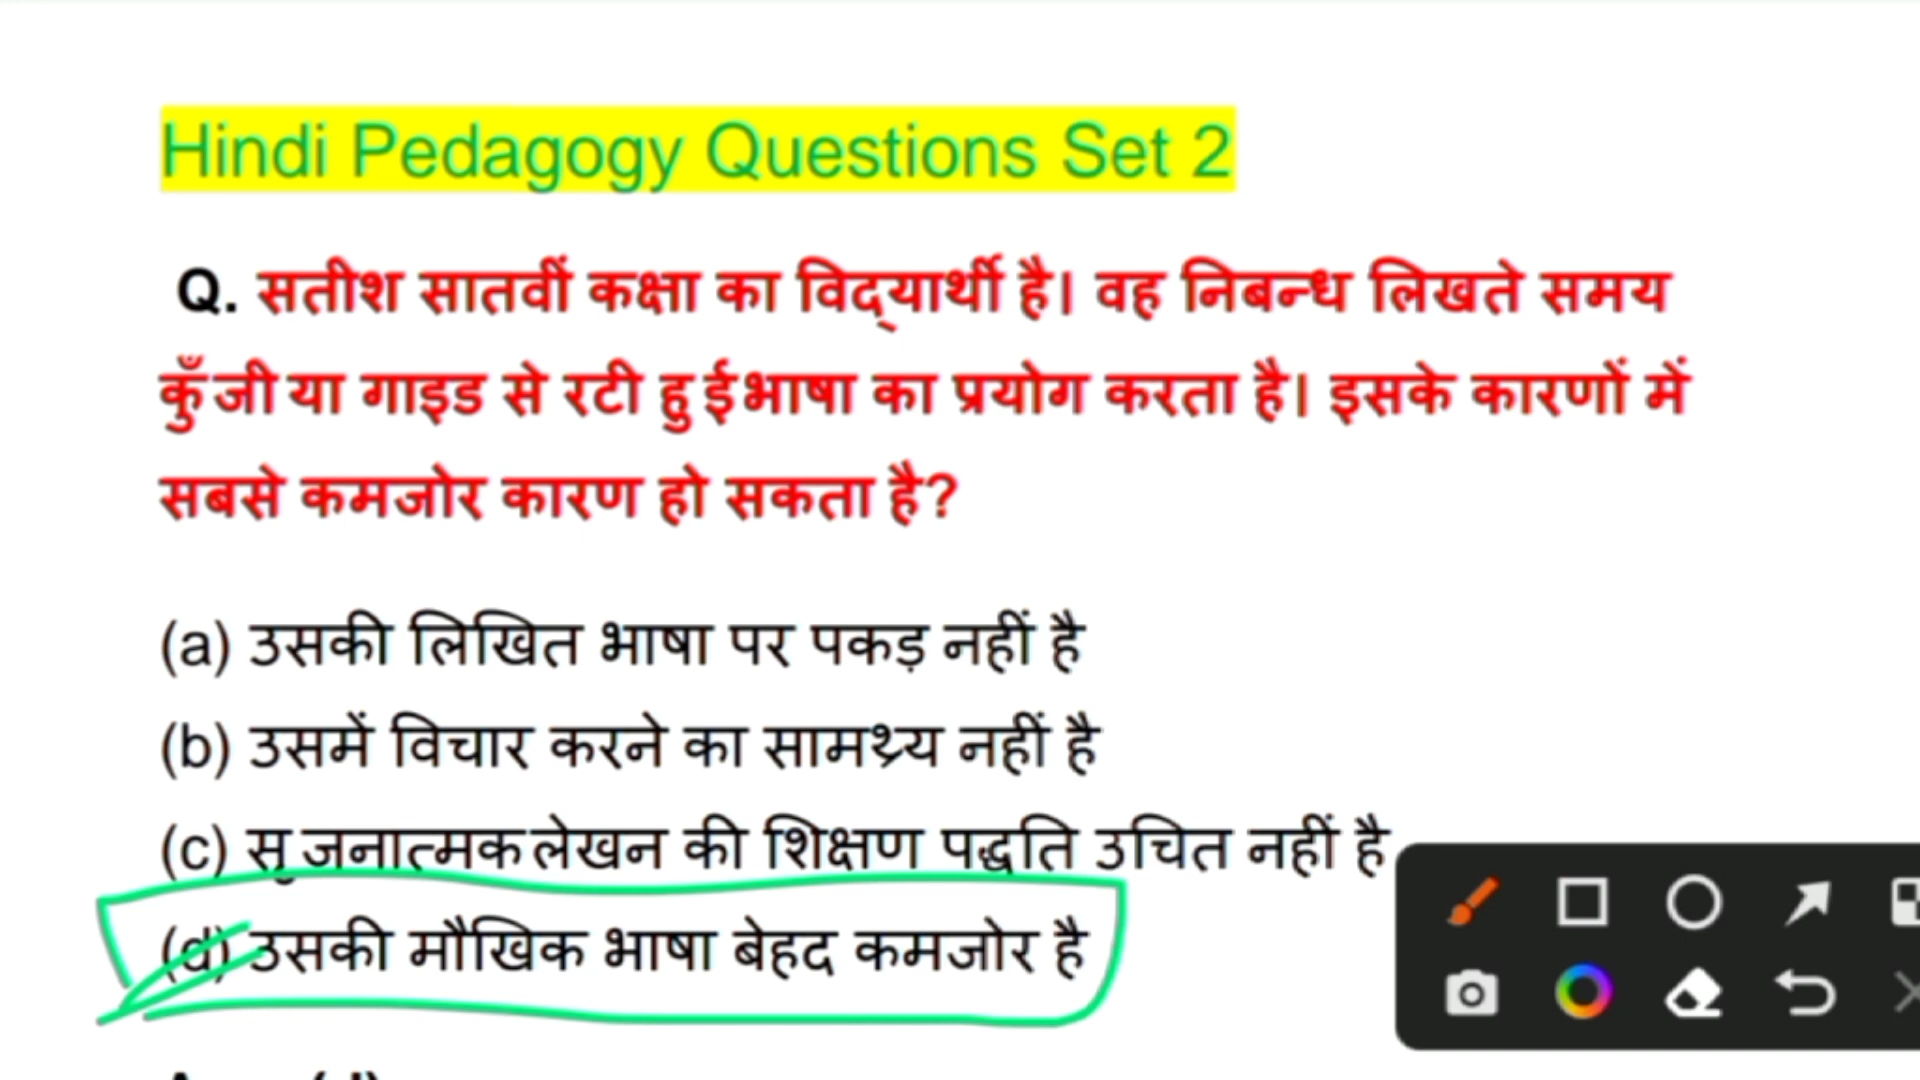 Hindi Pedagogy Questions Set 2
Q. सतीश सातवीं कक्षा का विद्यार्थी है। वह निबन्ध लिखते समय
कुँजी या गाइड से रटी हुई भाषा का प्रयोग करता है। इसके कारणों में
सबसे कमजोर कारण हो सकता है?
(a) उसकी लिखित भाषा पर पकड़ नहीं है
(b) उसमें विचार करने का सामथ्र्य नहीं है
(c) सृजनात्मक लेखन की शिक्षण पद्धति उचित नहीं है
(d) उसकी मौखिक भाषा बेहद कमजोर है